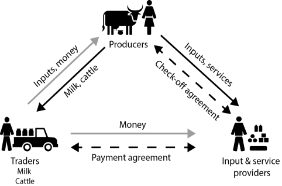 Producers
Inputs, money
Milk, cattle
Inputs, services
Check-off agreement
Money
Payment agreement
Traders
Milk
Cattle
Input & service
providers